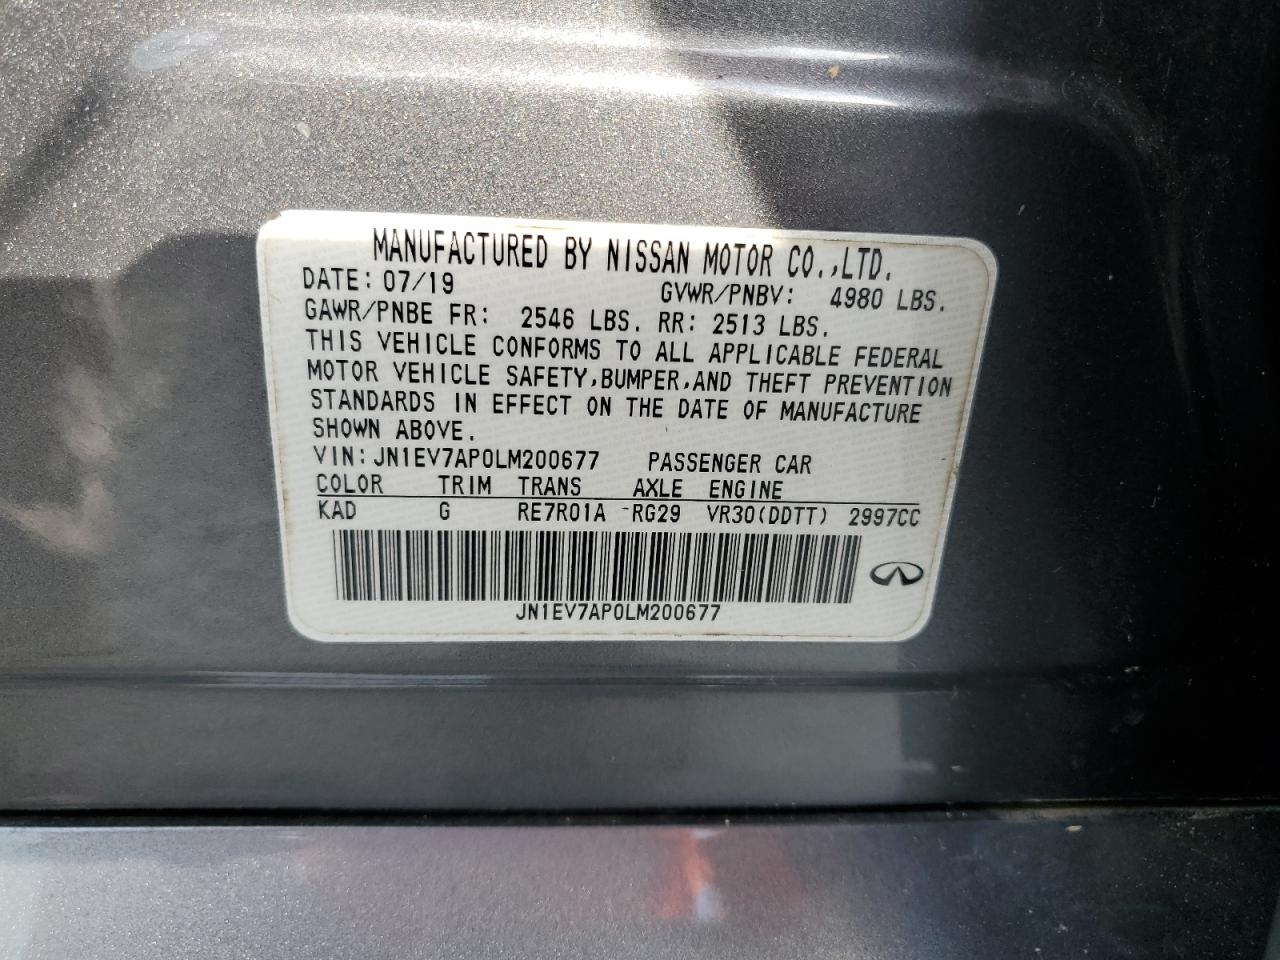 MANUFACTURED BY NISSAN MOTOR CO.,LTD.
DATE: 07/19 GVWR/PNBV: 4980 LBS.
GAWR/PNBE FR: 2546 LBS. RR: 2513 LBS.
THIS VEHICLE CONFORMS TO ALL APPLICABLE FEDERAL
MOTOR VEHICLE SAFETY,BUMPER,AND THEFT PREVENTION
STANDARDS IN EFFECT ON THE DATE OF MANUFACTURE
SHOWN ABOVE.
VIN: JN1EV7AP0LM200677 PASSENGER CAR
COLOR TRIM TRANS AXLE ENGINE
KAD G RE7R01A -RG29 VR30(DDTT) 2997CC
JN1EV7AP0LM200677